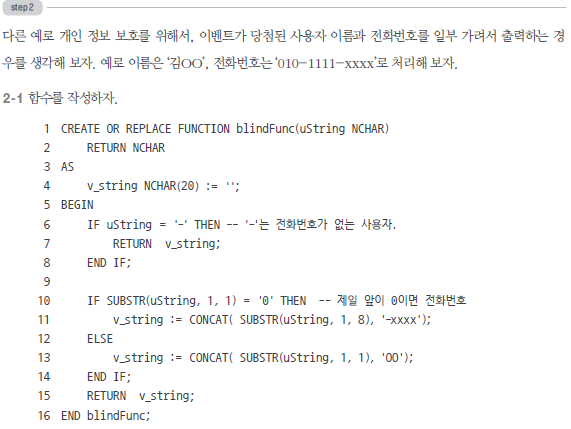 step 2
다른 예로 개인 정보 보호를 위해서, 이벤트가 당첨된 사용자 이름과 전화번호를 일부 가려서 출력하는 경
우를 생각해 보자. 예로 이름은 ‘김OO’, 전화번호는 ‘010-1111-xxxx’로 처리해 보자.
2-1 함수를 작성하자.
1 CREATE OR REPLACE FUNCTION blindFunc(uString NCHAR)
2 RETURN NCHAR
3 AS
4 v_string NCHAR(20) := '';
5 BEGIN
6 IF uString = '-' THEN -- '-'는 전화번호가 없는 사용자.
7 RETURN v_string;
8 END IF;
9
10 IF SUBSTR(uString, 1, 1) = '0' THEN -- 제일 앞이 0이면 전화번호
11 v_string := CONCAT( SUBSTR(uString, 1, 8), '-xxxx');
12 ELSE
13 v_string := CONCAT( SUBSTR(uString, 1, 1), 'OO');
14 END IF;
15 RETURN v_string;
16 END blindFunc;